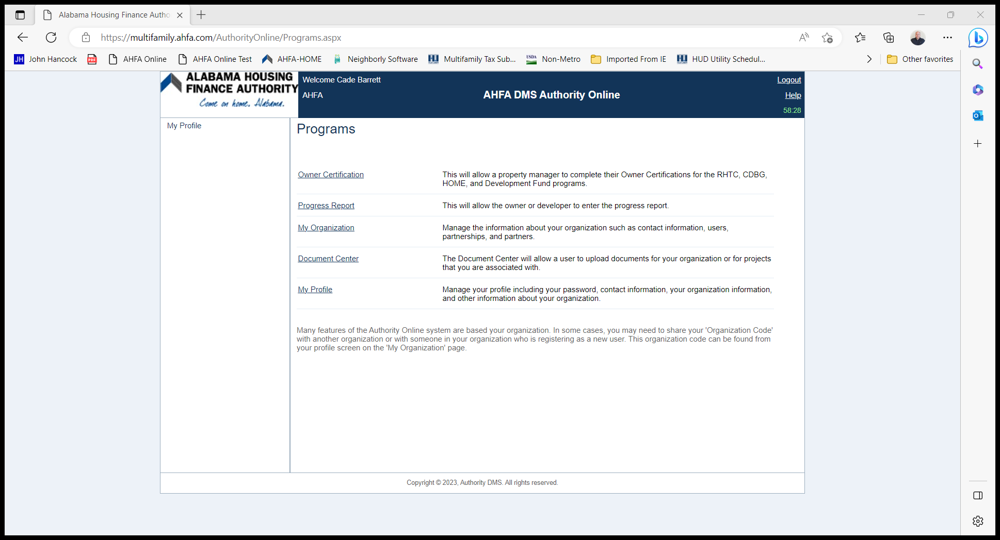 Alabama Housing Finance Autho
https://multifamily.ahfa.com/AuthorityOnline/Programs.aspx
JH John Hancock PDF AHFA Online AHFA Online Test AHFA-HOME Neighborly Software Multifamily Tax Sub... USDA Non-Metro Imported From IE HUD Utility Schedul... Other favorites
ALABAMA HOUSING
FINANCE AUTHORITY
Come on home. Alabama.
Welcome Cade Barrett
Logout
AHFA
AHFA DMS Authority Online
Help
58:28
My Profile
Programs
Owner Certification
This will allow a property manager to complete their Owner Certifications for the RHTC, CDBG,
HOME, and Development Fund programs.
Progress Report
This will allow the owner or developer to enter the progress report.
My Organization
Manage the information about your organization such as contact information, users,
partnerships, and partners.
Document Center
The Document Center will allow a user to upload documents for your organization or for projects
that you are associated with.
My Profile
Manage your profile including your password, contact information, your organization information,
and other information about your organization.
Many features of the Authority Online system are based your organization. In some cases, you may need to share your 'Organization Code'
with another organization or with someone in your organization who is registering as a new user. This organization code can be found from
your profile screen on the 'My Organization' page.
Copyright © 2023, Authority DMS. All rights reserved.